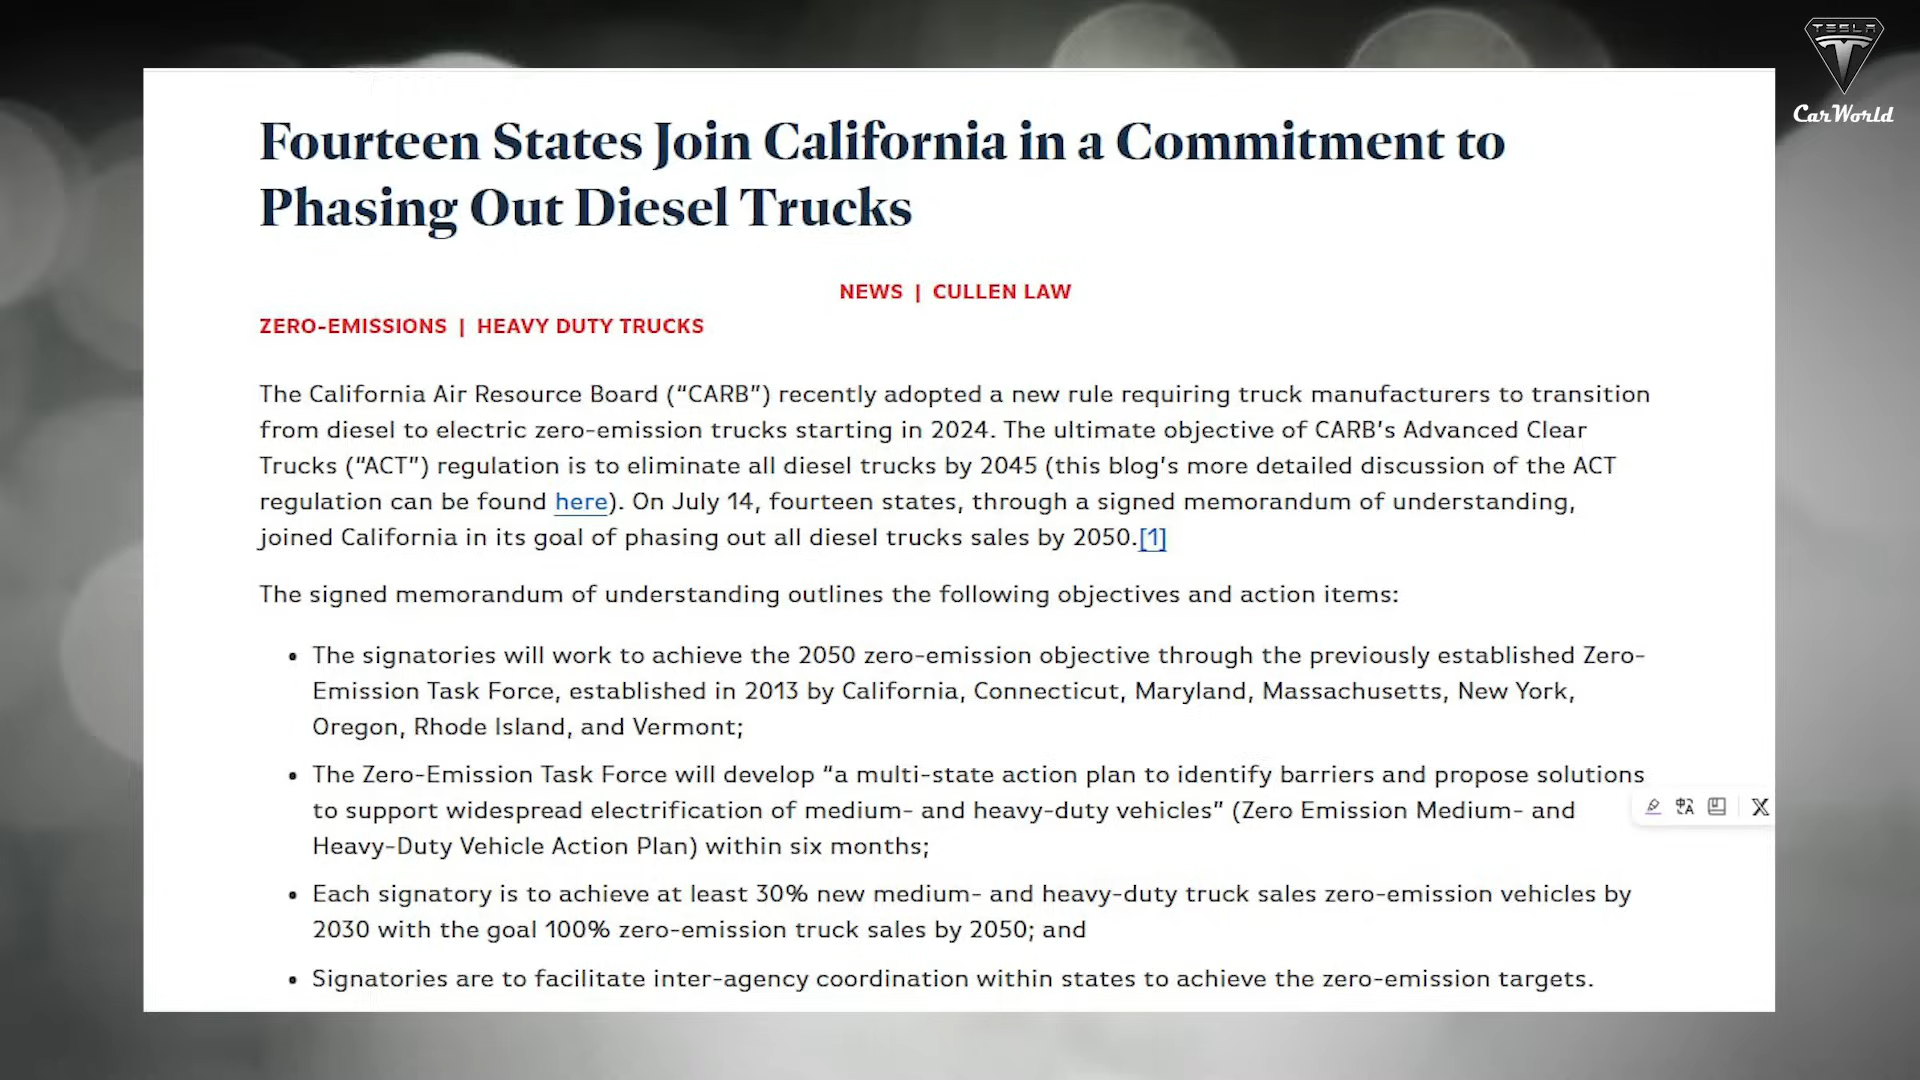 TESLA
CarWorld
Fourteen States Join California in a Commitment to
Phasing Out Diesel Trucks
NEWS | CULLEN LAW
ZERO-EMISSIONS | HEAVY DUTY TRUCKS
The California Air Resource Board (“CARB”) recently adopted a new rule requiring truck manufacturers to transition
from diesel to electric zero-emission trucks starting in 2024. The ultimate objective of CARB’s Advanced Clear
Trucks (“ACT”) regulation is to eliminate all diesel trucks by 2045 (this blog’s more detailed discussion of the ACT
regulation can be found here). On July 14, fourteen states, through a signed memorandum of understanding,
joined California in its goal of phasing out all diesel trucks sales by 2050.[1]
The signed memorandum of understanding outlines the following objectives and action items:
• The signatories will work to achieve the 2050 zero-emission objective through the previously established Zero-
Emission Task Force, established in 2013 by California, Connecticut, Maryland, Massachusetts, New York,
Oregon, Rhode Island, and Vermont;
• The Zero-Emission Task Force will develop “a multi-state action plan to identify barriers and propose solutions
to support widespread electrification of medium- and heavy-duty vehicles” (Zero Emission Medium- and
Heavy-Duty Vehicle Action Plan) within six months;
• Each signatory is to achieve at least 30% new medium- and heavy-duty truck sales zero-emission vehicles by
2030 with the goal 100% zero-emission truck sales by 2050; and
• Signatories are to facilitate inter-agency coordination within states to achieve the zero-emission targets.